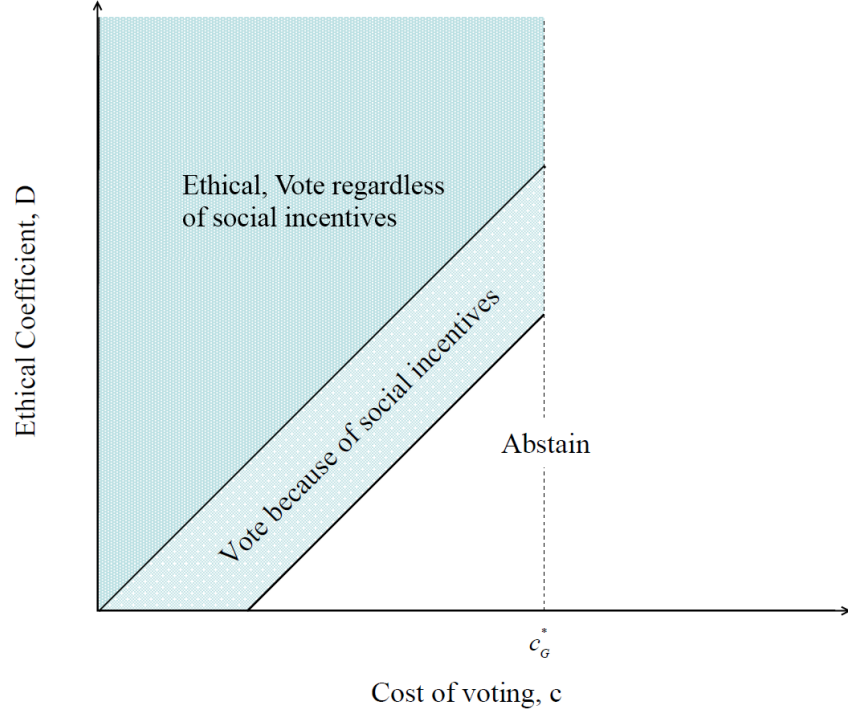 Ethical Coefficient, D
Ethical, Vote regardless
of social incentives
Vote because of social incentives
Abstain
c*G
Cost of voting, c